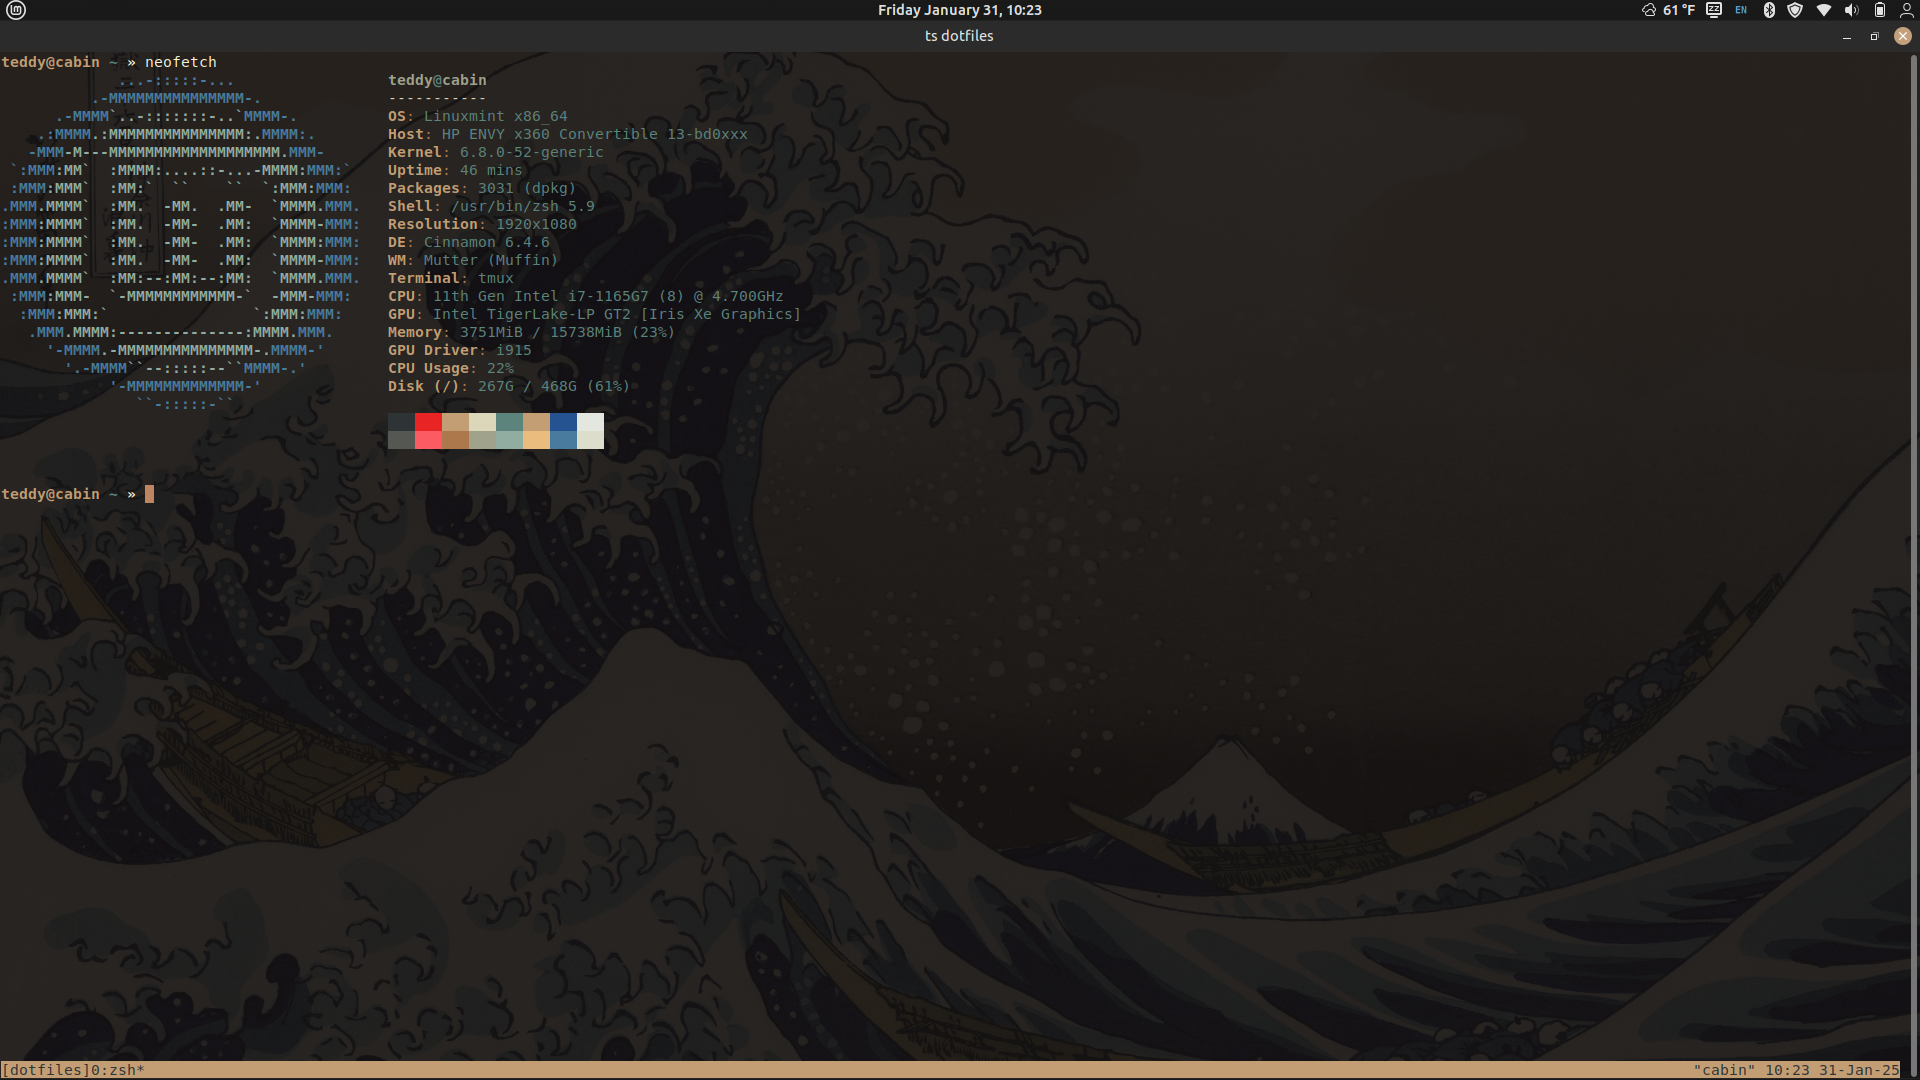 Friday January 31, 10:23
61 °F
EN
ts dotfiles
teddy@cabin ~ » neofetch
...-:::::-...
.-MMMMMMMMMMMMMMM-.
.-MMMM`..-:::::::-..`MMMM-.
.:MMMM.:MMMMMMMMMMMMMMM:.MMMM:.
-MMM-M---MMMMMMMMMMMMMMMMMMM.MMM-
`:MMM:MM`  :MMMM:....::-...-MMMM:MMM:`
:MMM:MMM`  :MM:`  ``    ``  `:MMM:MMM:
.MMM.MMMM`  :MM.  -MM.  .MM-  `MMMM.MMM.
:MMM:MMMM`  :MM.  -MM-  .MM:  `MMMM-MMM:
:MMM:MMMM`  :MM.  -MM-  .MM:  `MMMM:MMM:
:MMM:MMMM`  :MM.  -MM-  .MM:  `MMMM-MMM:
.MMM.MMMM`  :MM:--:MM:--:MM:  `MMMM.MMM.
:MMM:MMM-  `-MMMMMMMMMMMM-`  -MMM-MMM:
:MMM:MMM:`                `:MMM:MMM:
.MMM.MMMM:--------------:MMMM.MMM.
'-MMMM.-MMMMMMMMMMMMMMM-.MMMM-'
'.-MMMM``--:::::--``MMMM-.'
'-MMMMMMMMMMMMM-'
``-:::::-``
teddy@cabin
-----------
OS: Linuxmint x86_64
Host: HP ENVY x360 Convertible 13-bd0xxx
Kernel: 6.8.0-52-generic
Uptime: 46 mins
Packages: 3031 (dpkg)
Shell: /usr/bin/zsh 5.9
Resolution: 1920x1080
DE: Cinnamon 6.4.6
WM: Mutter (Muffin)
Terminal: tmux
CPU: 11th Gen Intel i7-1165G7 (8) @ 4.700GHz
GPU: Intel TigerLake-LP GT2 [Iris Xe Graphics]
Memory: 3751MiB / 15738MiB (23%)
GPU Driver: i915
CPU Usage: 22%
Disk (/): 267G / 468G (61%)
teddy@cabin ~ »
[dotfiles]0:zsh*
"cabin" 10:23 31-Jan-25